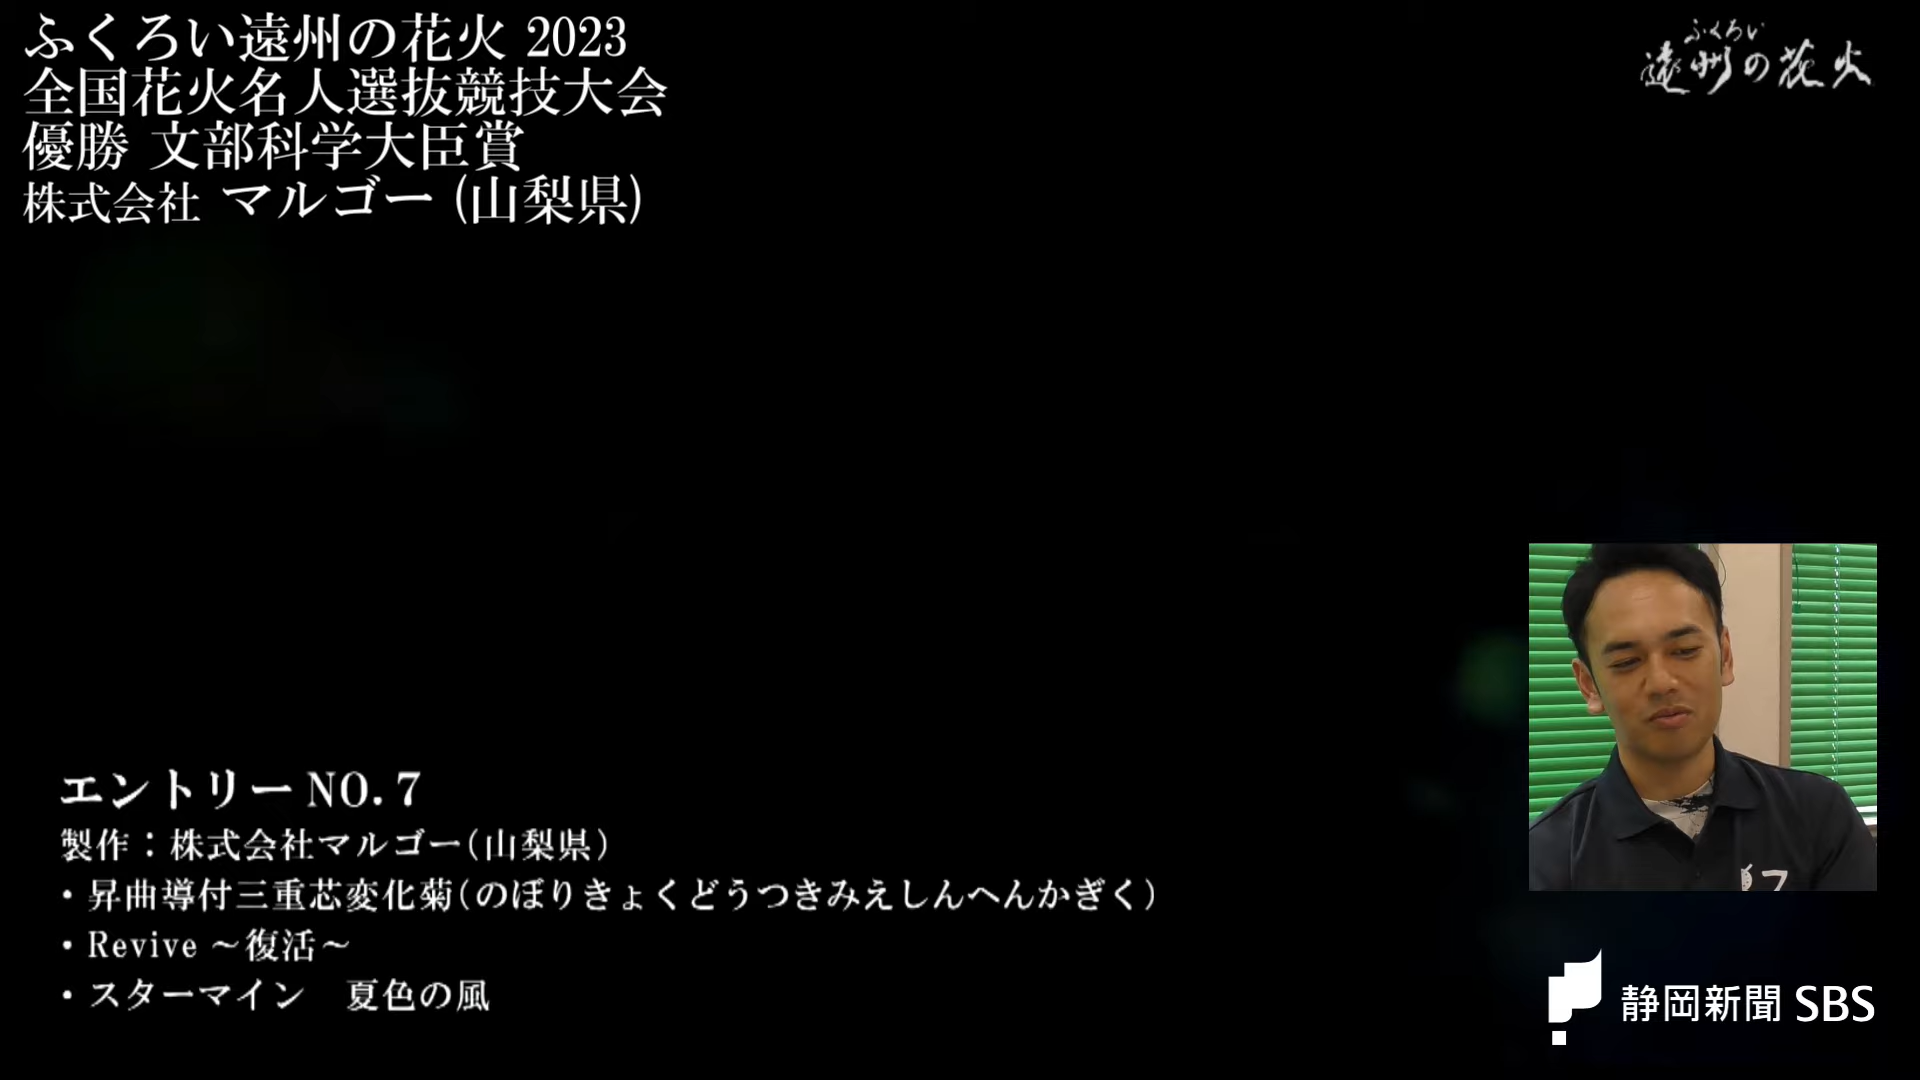 ふくろい遠州の花火 2023
全国花火名人選抜競技大会
優勝 文部科学大臣賞
株式会社 マルゴー (山梨県)
ふくろい
遠州の花火
エントリーNO.7
製作：株式会社マルゴー(山梨県)
・昇曲導付三重芯変化菊(のぼりきょくどうつきみえしんへんかぎく)
・Revive ～復活～
・スターマイン　夏色の風
静岡新聞SBS